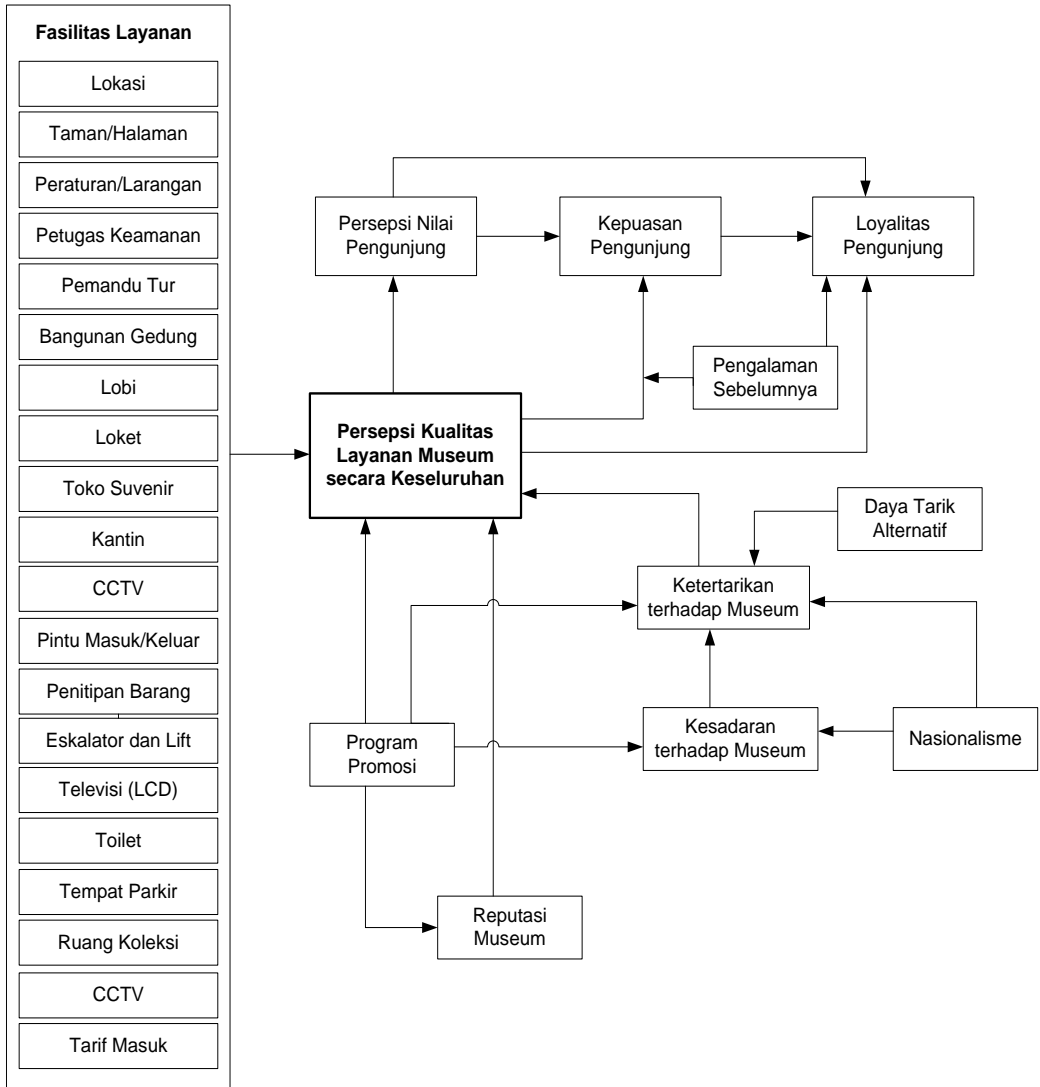 Fasilitas Layanan
Lokasi
Taman/Halaman
Peraturan/Larangan
Petugas Keamanan
Pemandu Tur
Bangunan Gedung
Lobi
Loket
Toko Suvenir
Kantin
CCTV
Pintu Masuk/Keluar
Penitipan Barang
Eskalator dan Lift
Televisi (LCD)
Toilet
Tempat Parkir
Ruang Koleksi
CCTV
Tarif Masuk
Persepsi Nilai
Pengunjung
Kepuasan
Pengunjung
Loyalitas
Pengunjung
Pengalaman
Sebelumnya
Persepsi Kualitas
Layanan Museum
secara Keseluruhan
Daya Tarik
Alternatif
Ketertarikan
terhadap Museum
Program
Promosi
Kesadaran
terhadap Museum
Nasionalisme
Reputasi
Museum